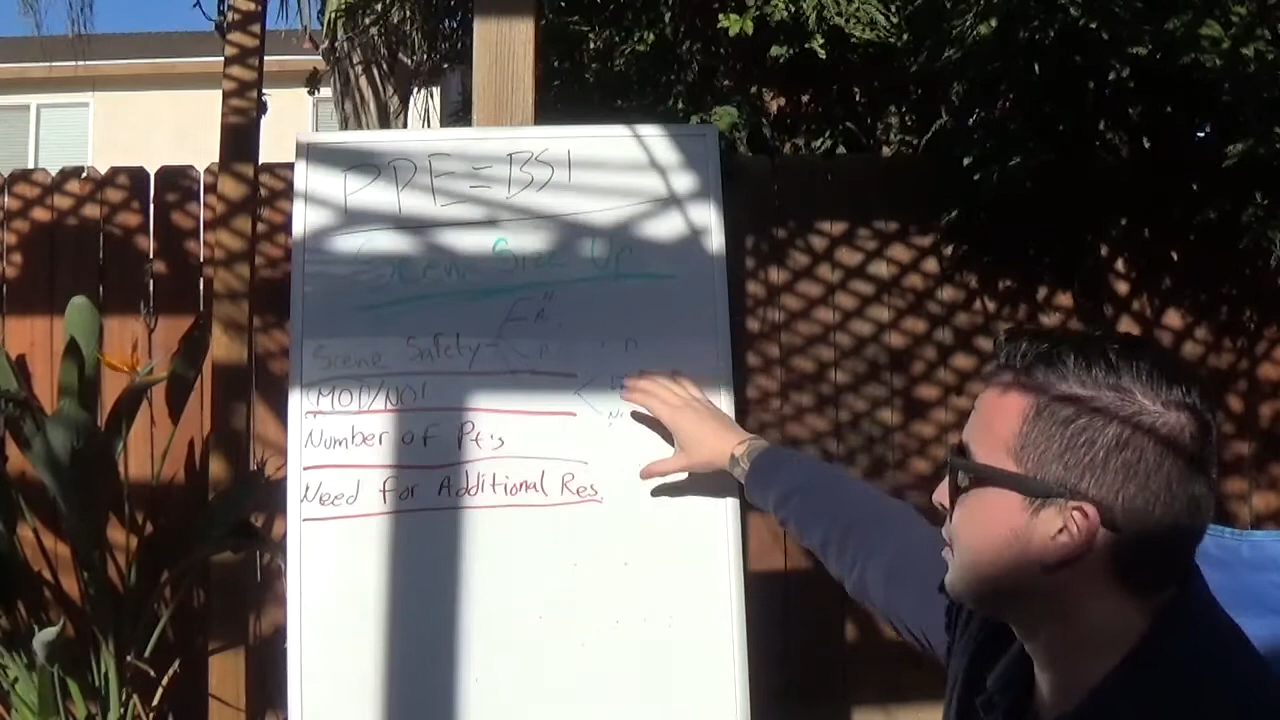 PPE=BSI
Scene Size Up
Scene Safety
MOI/NOI
Number of Pt's
Need for Additional Res.